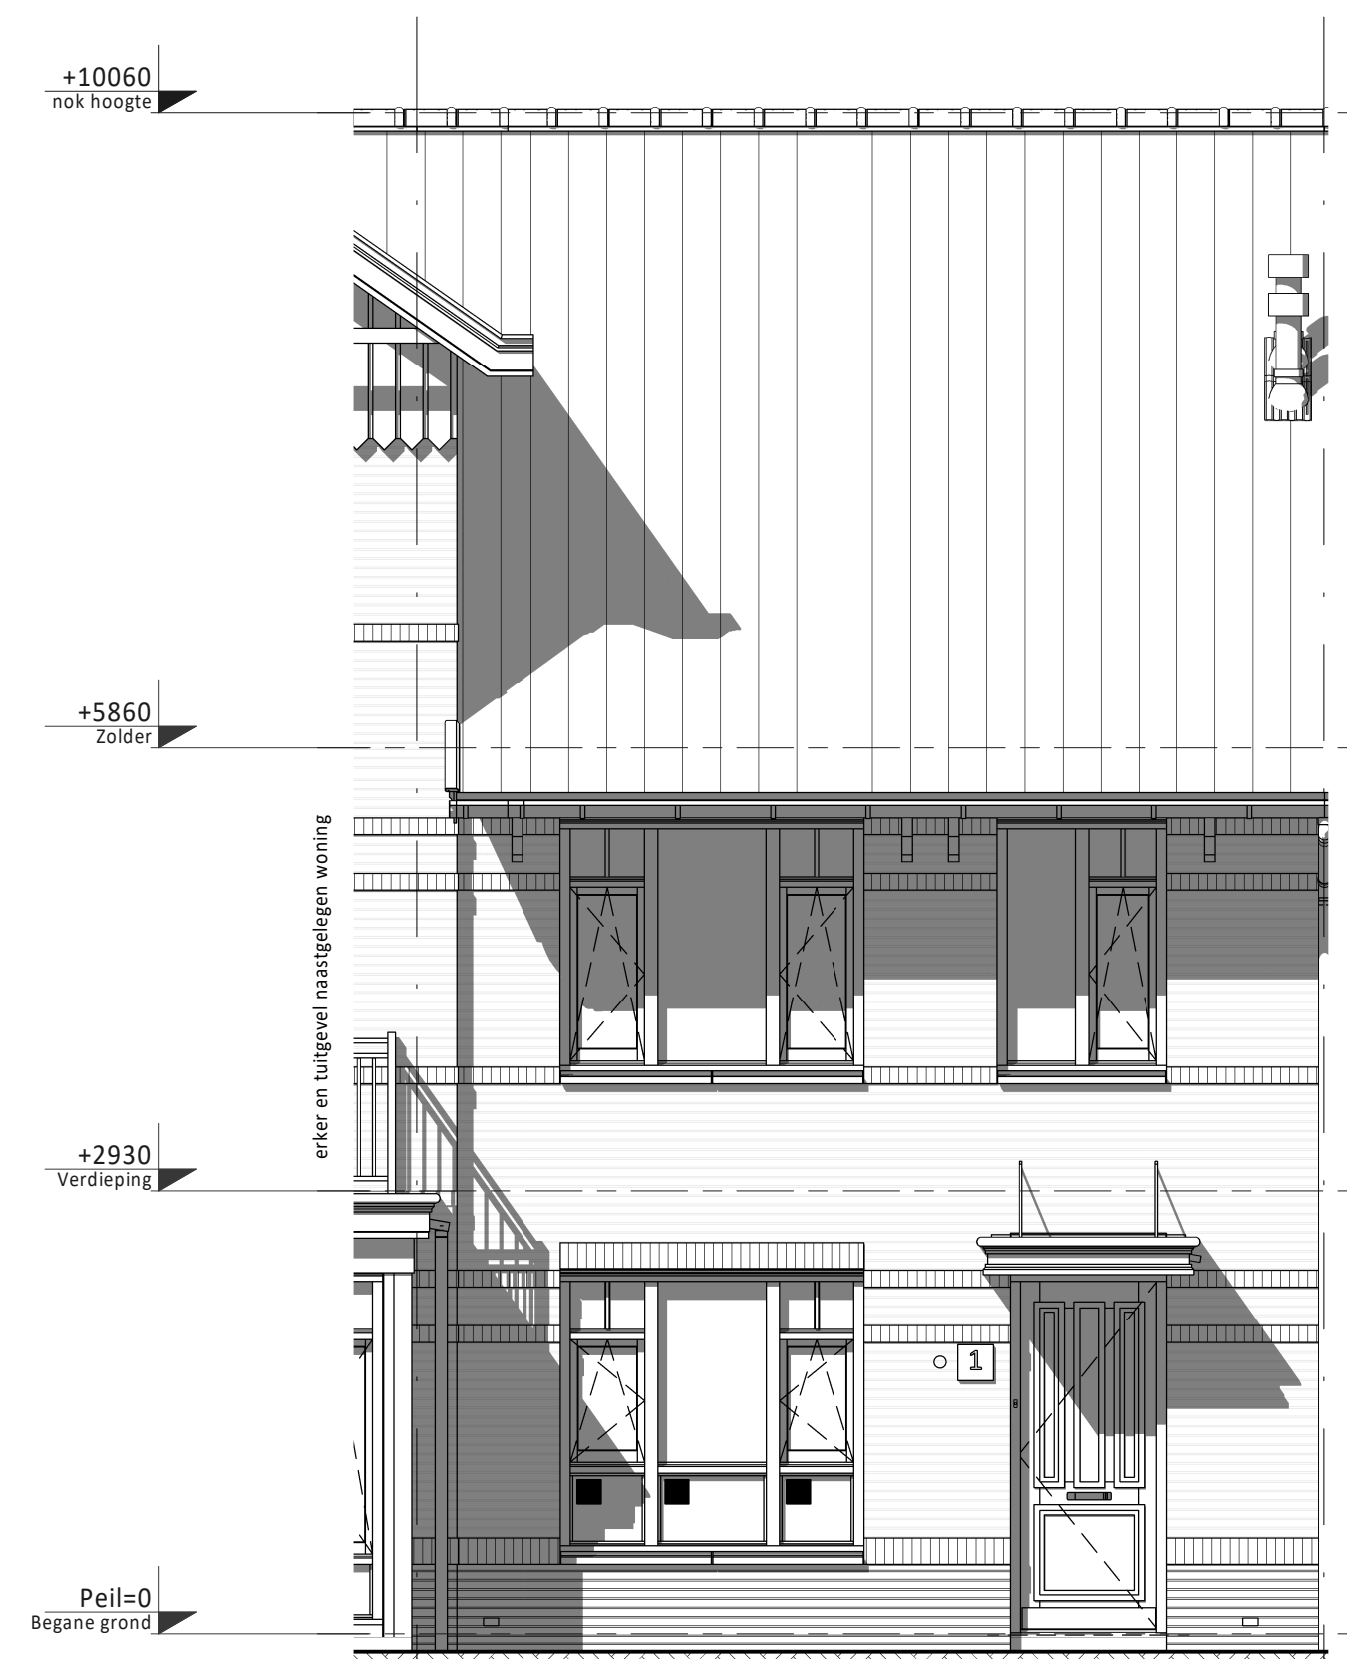 +10060
nok hoogte
+5860
Zolder
erker en tuitgevel naastgelegen woning
+2930
Verdieping
1
Peil=0
Begane grond